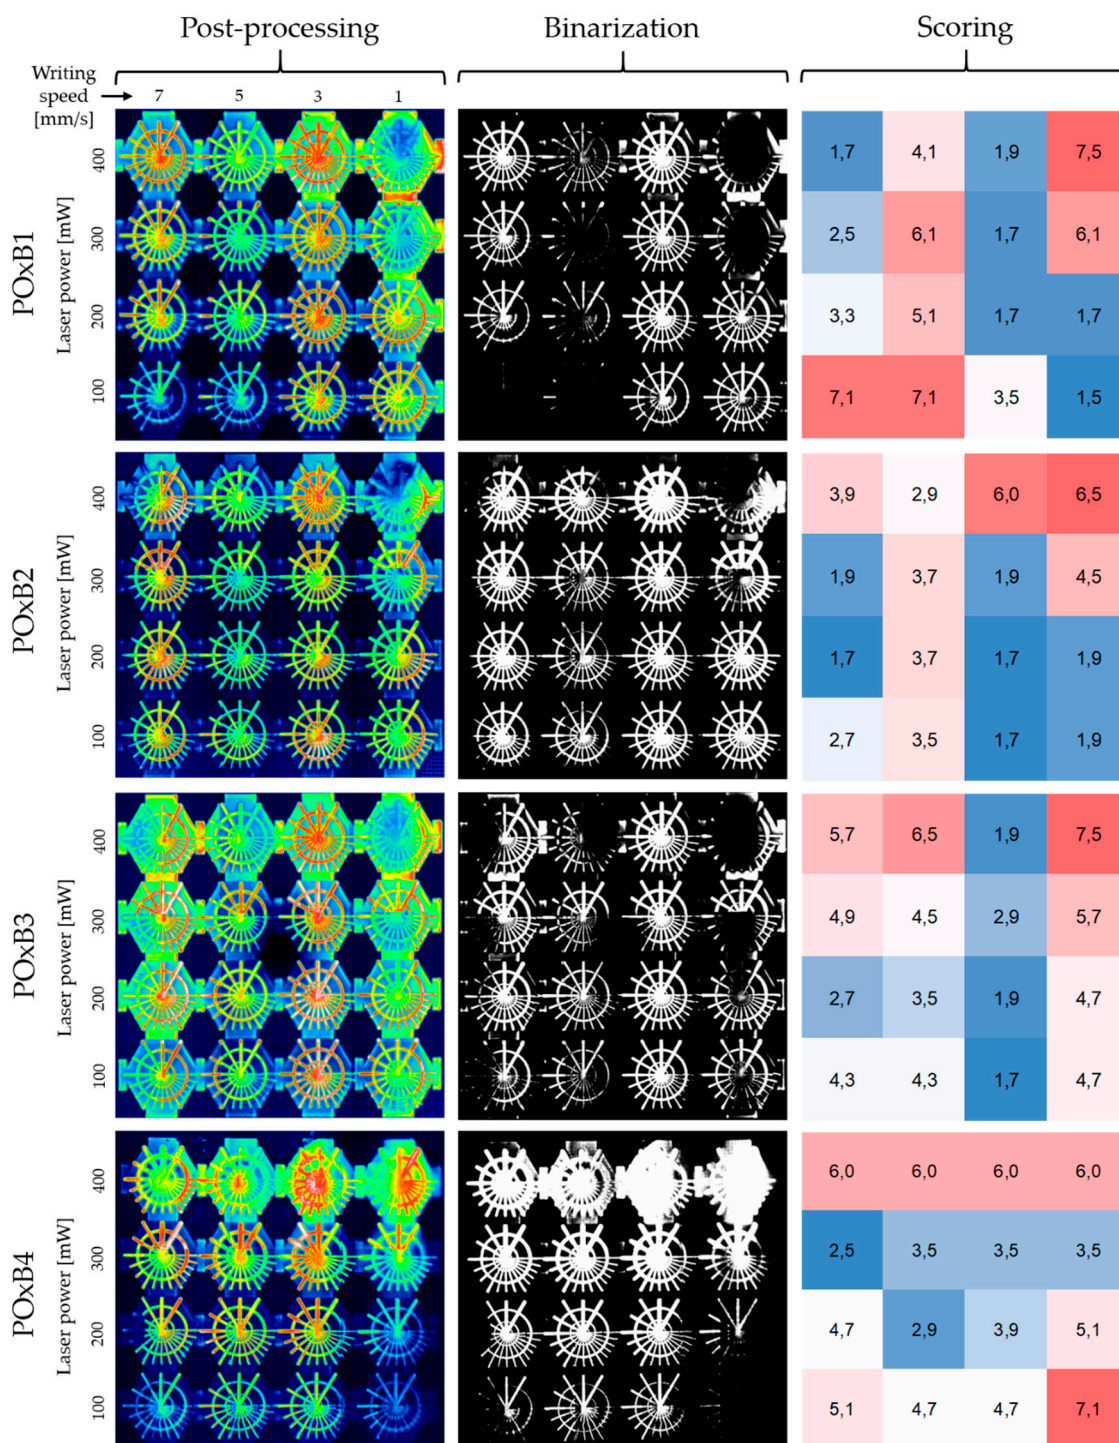 Post-processing Binarization Scoring
Writing
speed
[mm/s]
7 5 3 1
POxB1
Laser power [mW]
400
300
200
100
1,7 4,1 1,9 7,5
2,5 6,1 1,7 6,1
3,3 5,1 1,7 1,7
7,1 7,1 3,5 1,5
POxB2
Laser power [mW]
400
300
200
100
3,9 2,9 6,0 6,5
1,9 3,7 1,9 4,5
1,7 3,7 1,7 1,9
2,7 3,5 1,7 1,9
POxB3
Laser power [mW]
400
300
200
100
5,7 6,5 1,9 7,5
4,9 4,5 2,9 5,7
2,7 3,5 1,9 4,7
4,3 4,3 1,7 4,7
POxB4
Laser power [mW]
400
300
200
100
6,0 6,0 6,0 6,0
2,5 3,5 3,5 3,5
4,7 2,9 3,9 5,1
5,1 4,7 4,7 7,1